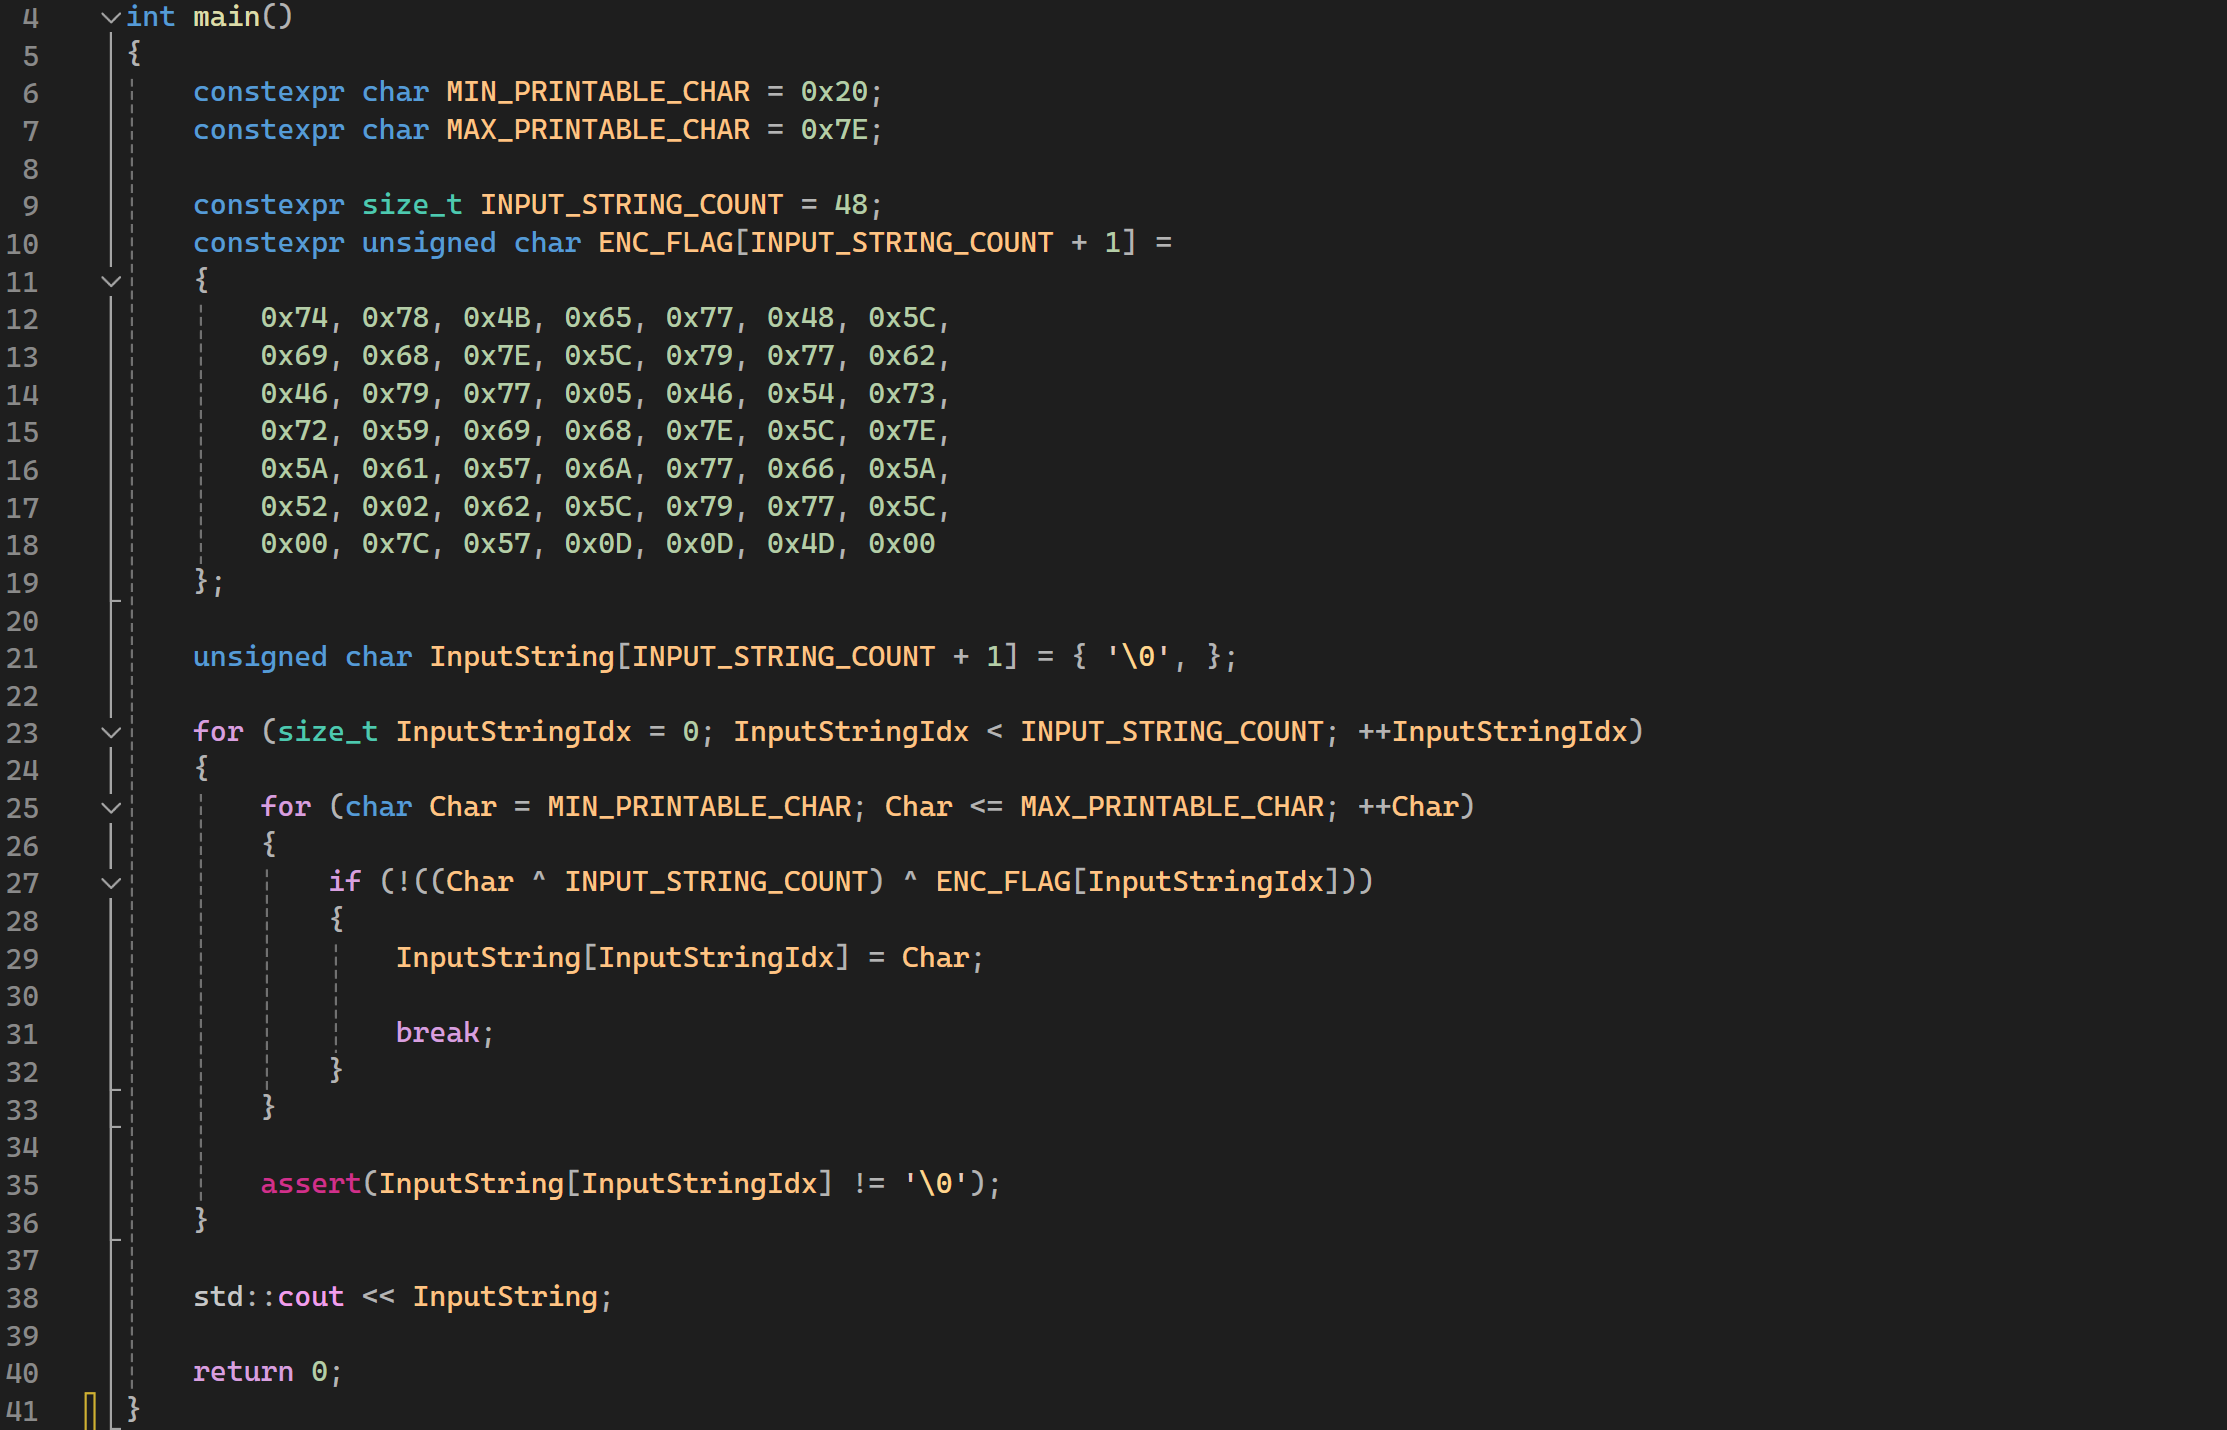 4 int main()
5 {
6 constexpr char MIN_PRINTABLE_CHAR = 0x20;
7 constexpr char MAX_PRINTABLE_CHAR = 0x7E;
8
9 constexpr size_t INPUT_STRING_COUNT = 48;
10 constexpr unsigned char ENC_FLAG[INPUT_STRING_COUNT + 1] =
11 {
12 0x74, 0x78, 0x4B, 0x65, 0x77, 0x48, 0x5C,
13 0x69, 0x68, 0x7E, 0x5C, 0x79, 0x77, 0x62,
14 0x46, 0x79, 0x77, 0x05, 0x46, 0x54, 0x73,
15 0x72, 0x59, 0x69, 0x68, 0x7E, 0x5C, 0x7E,
16 0x5A, 0x61, 0x57, 0x6A, 0x77, 0x66, 0x5A,
17 0x52, 0x02, 0x62, 0x5C, 0x79, 0x77, 0x5C,
18 0x00, 0x7C, 0x57, 0x0D, 0x0D, 0x4D, 0x00
19 };
20
21 unsigned char InputString[INPUT_STRING_COUNT + 1] = { '\0', };
22
23 for (size_t InputStringIdx = 0; InputStringIdx < INPUT_STRING_COUNT; ++InputStringIdx)
24 {
25 for (char Char = MIN_PRINTABLE_CHAR; Char <= MAX_PRINTABLE_CHAR; ++Char)
26 {
27 if (!((Char ^ INPUT_STRING_COUNT) ^ ENC_FLAG[InputStringIdx]))
28 {
29 InputString[InputStringIdx] = Char;
30
31 break;
32 }
33 }
34
35 assert(InputString[InputStringIdx] != '\0');
36 }
37
38 std::cout << InputString;
39
40 return 0;
41 }